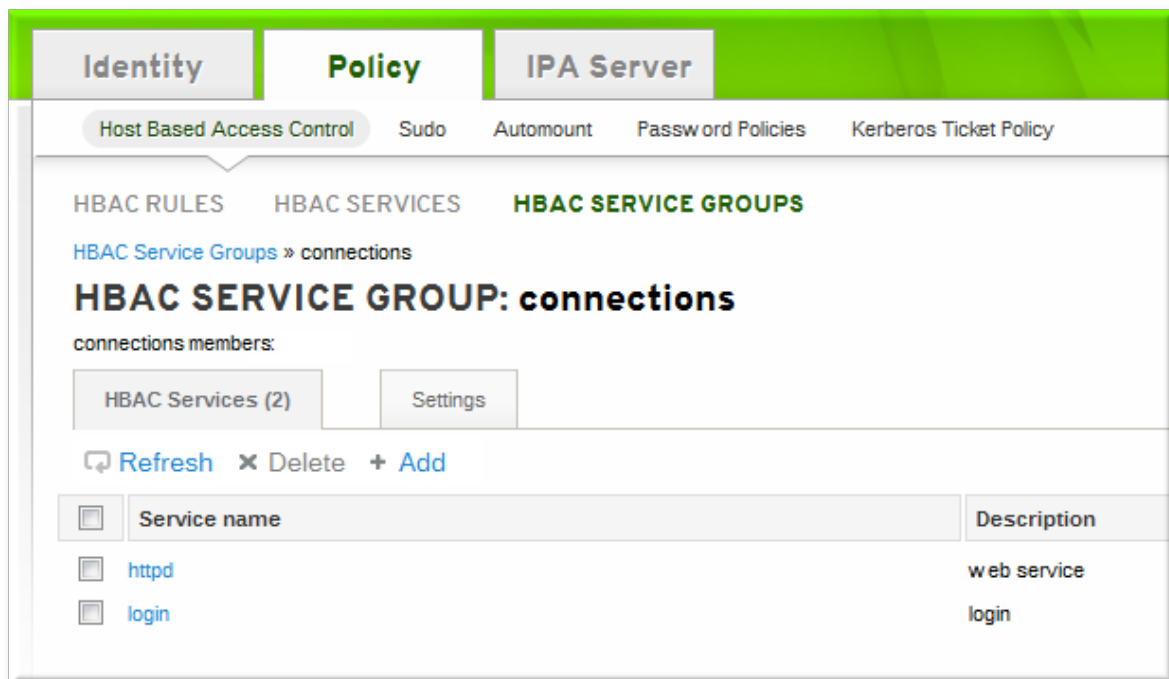 Identity Policy IPA Server
Host Based Access Control Sudo Automount Password Policies Kerberos Ticket Policy
HBAC RULES HBAC SERVICES HBAC SERVICE GROUPS
HBAC Service Groups » connections
HBAC SERVICE GROUP: connections
connections members:
HBAC Services (2) Settings
Refresh Delete Add
Service name Description
httpd web service
login login